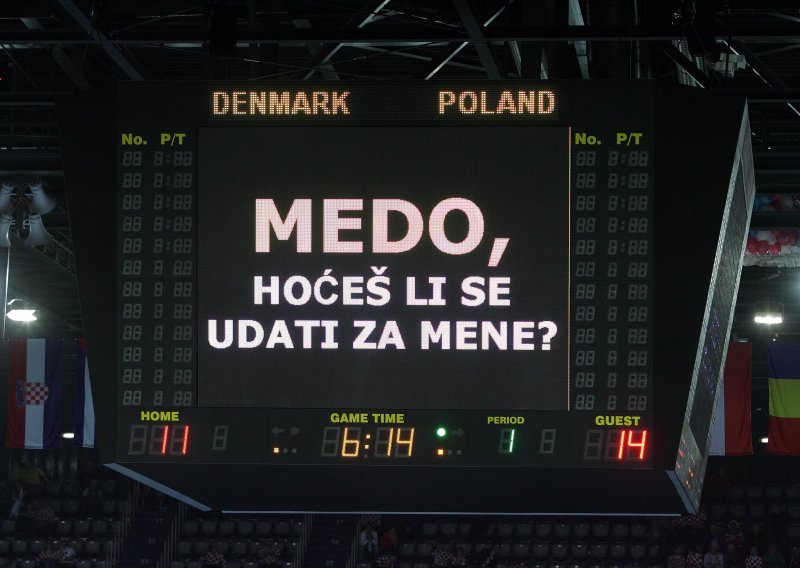 DENMARK POLAND
No. P/T No. P/T
MEDO,
HOĆEŠ LI SE
UDATI ZA MENE?
HOME GAME TIME PERIOD GUEST
11 6:14 1 14